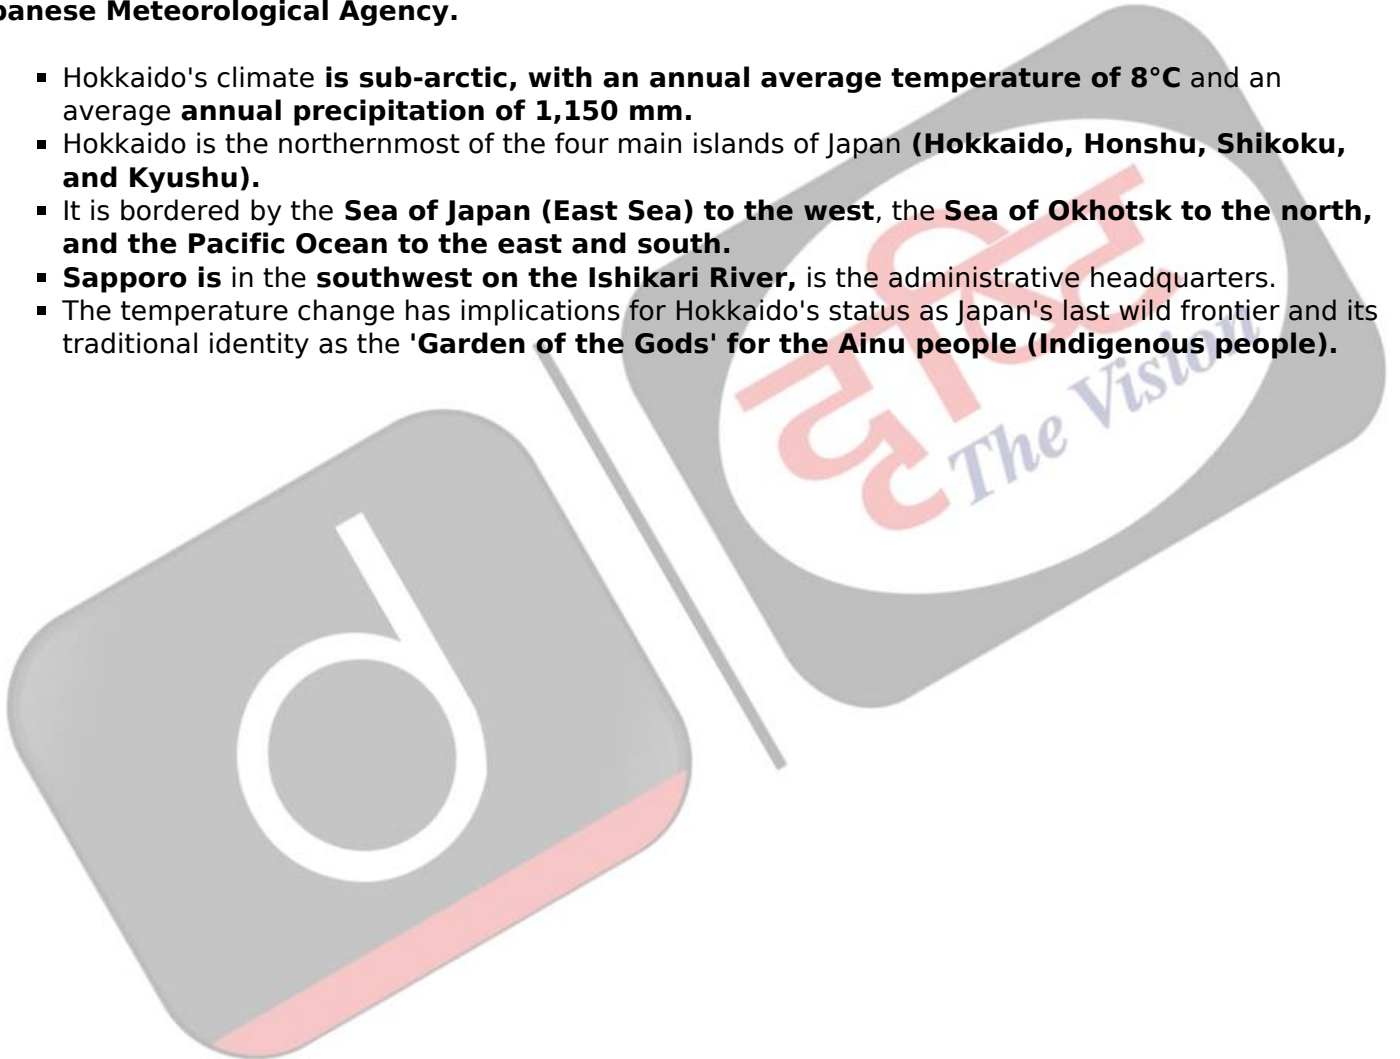 panese Meteorological Agency.
Hokkaido's climate is sub-arctic, with an annual average temperature of 8°C and an
average annual precipitation of 1,150 mm.
Hokkaido is the northernmost of the four main islands of Japan (Hokkaido, Honshu, Shikoku,
and Kyushu).
It is bordered by the Sea of Japan (East Sea) to the west, the Sea of Okhotsk to the north,
and the Pacific Ocean to the east and south.
Sapporo is in the southwest on the Ishikari River, is the administrative headquarters.
The temperature change has implications for Hokkaido's status as Japan's last wild frontier and its
traditional identity as the 'Garden of the Gods' for the Ainu people (Indigenous people).
दृष्टि
The Vision
d